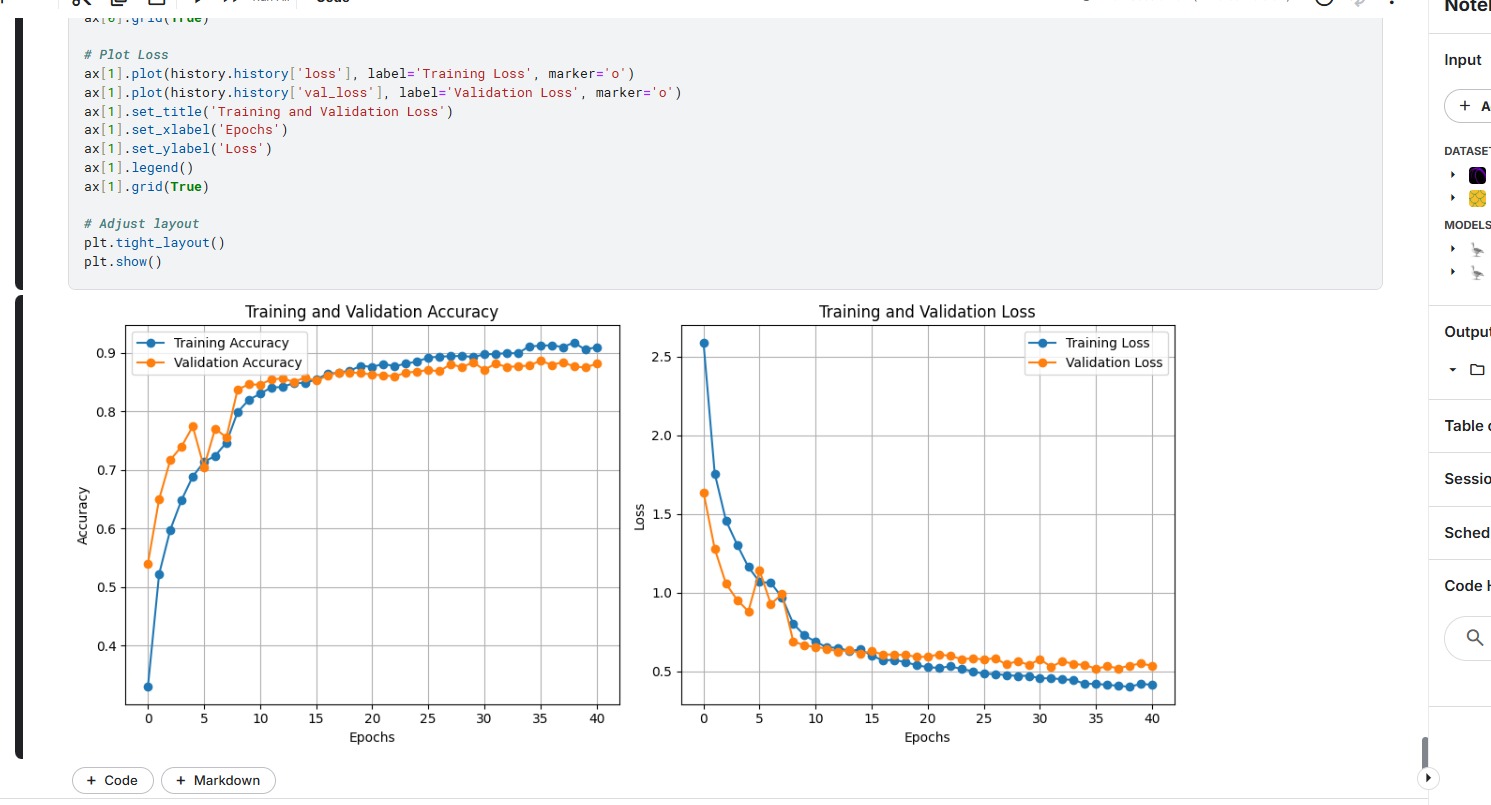 ax[0].grid(True)
# Plot Loss
ax[1].plot(history.history['loss'], label='Training Loss', marker='o')
ax[1].plot(history.history['val_loss'], label='Validation Loss', marker='o')
ax[1].set_title('Training and Validation Loss')
ax[1].set_xlabel('Epochs')
ax[1].set_ylabel('Loss')
ax[1].legend()
ax[1].grid(True)
# Adjust layout
plt.tight_layout()
plt.show()
Training and Validation Accuracy
Training Accuracy
Validation Accuracy
Accuracy
0.9
0.8
0.7
0.6
0.5
0.4
0 5 10 15 20 25 30 35 40
Epochs
Training and Validation Loss
Training Loss
Validation Loss
Loss
2.5
2.0
1.5
1.0
0.5
0 5 10 15 20 25 30 35 40
Epochs
+ Code
+ Markdown
Input
+ A
DATASET
MODELS
Output
Table
Sessio
Sched
Code